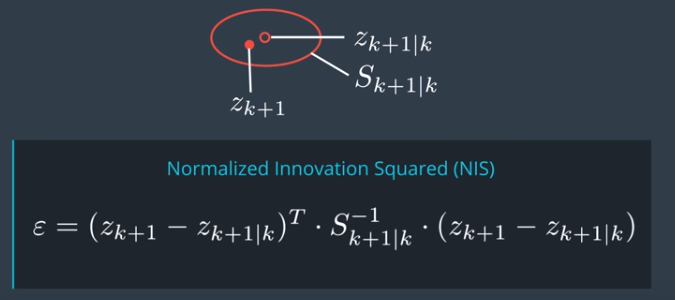 z_{k+1|k}
S_{k+1|k}
z_{k+1}
Normalized Innovation Squared (NIS)
ε = (z_{k+1} − z_{k+1|k})^T · S_{k+1|k}^{−1} · (z_{k+1} − z_{k+1|k})